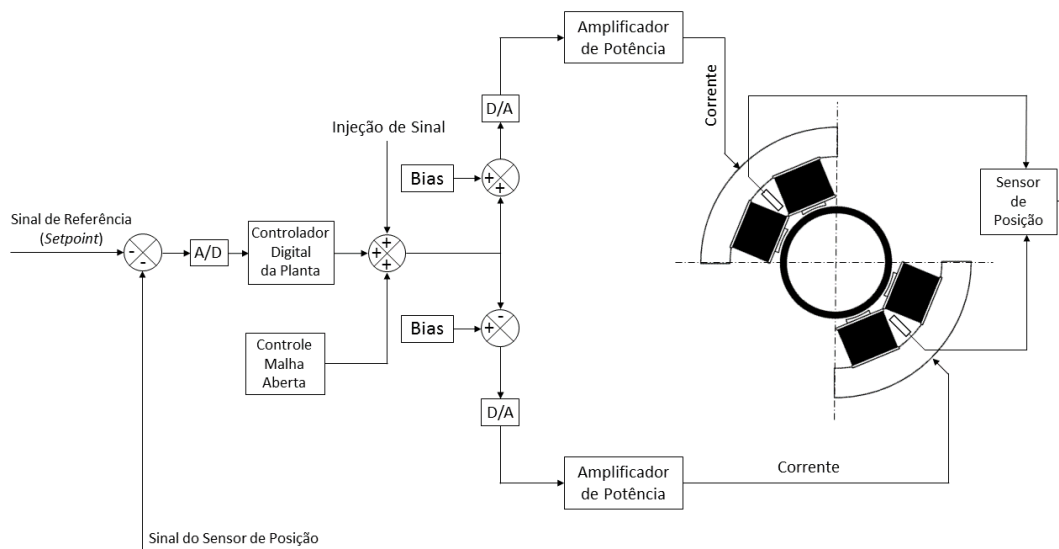 Amplificador
de Potência
Corrente
D/A
Injeção de Sinal
Bias
+
+
Sensor
de
Posição
Sinal de Referência
(Setpoint)
-
-
A/D
Controlador
Digital
da Planta
+
+
+
Bias
+
-
Controle
Malha
Aberta
D/A
Amplificador
de Potência
Corrente
Sinal do Sensor de Posição